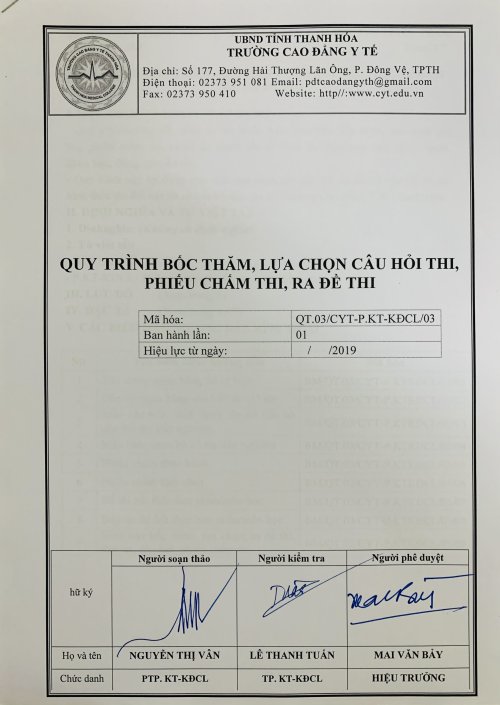 UBND TỈNH THANH HÓA
TRƯỜNG CAO ĐẲNG Y TẾ
Địa chỉ: Số 177, Đường Hải Thượng Lãn Ông, P. Đông Vệ, TPTH
Điện thoại: 02373 951 081 Email: pdtcaodangyth@gmail.com
Fax: 02373 950 410 Website: http//:www.cyt.edu.vn
QUY TRÌNH BỐC THĂM, LỰA CHỌN CÂU HỎI THI,
PHIẾU CHẤM THI, RA ĐỀ THI
Mã hóa: QT.03/CYT-P.KT-KĐCL/03
Ban hành lần: 01
Hiệu lực từ ngày: / /2019
Người soạn thảo Người kiểm tra Người phê duyệt
hữ ký
Họ và tên NGUYỄN THỊ VÂN LÊ THANH TUẤN MAI VĂN BẢY
Chức danh PTP. KT-KĐCL TP. KT-KĐCL HIỆU TRƯỞNG